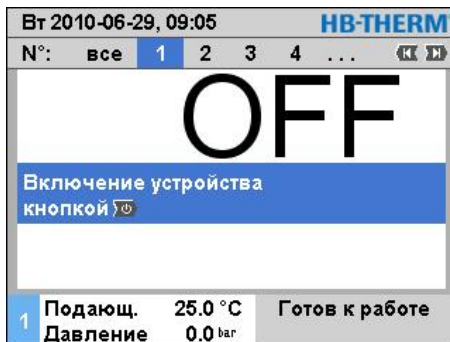 Вт 2010-06-29, 09:05 HB-THERM
N°: все 1 2 3 4 ...
OFF
Включение устройства
кнопкой
1 Подающ. 25.0 °C Готов к работе
Давление 0.0 bar